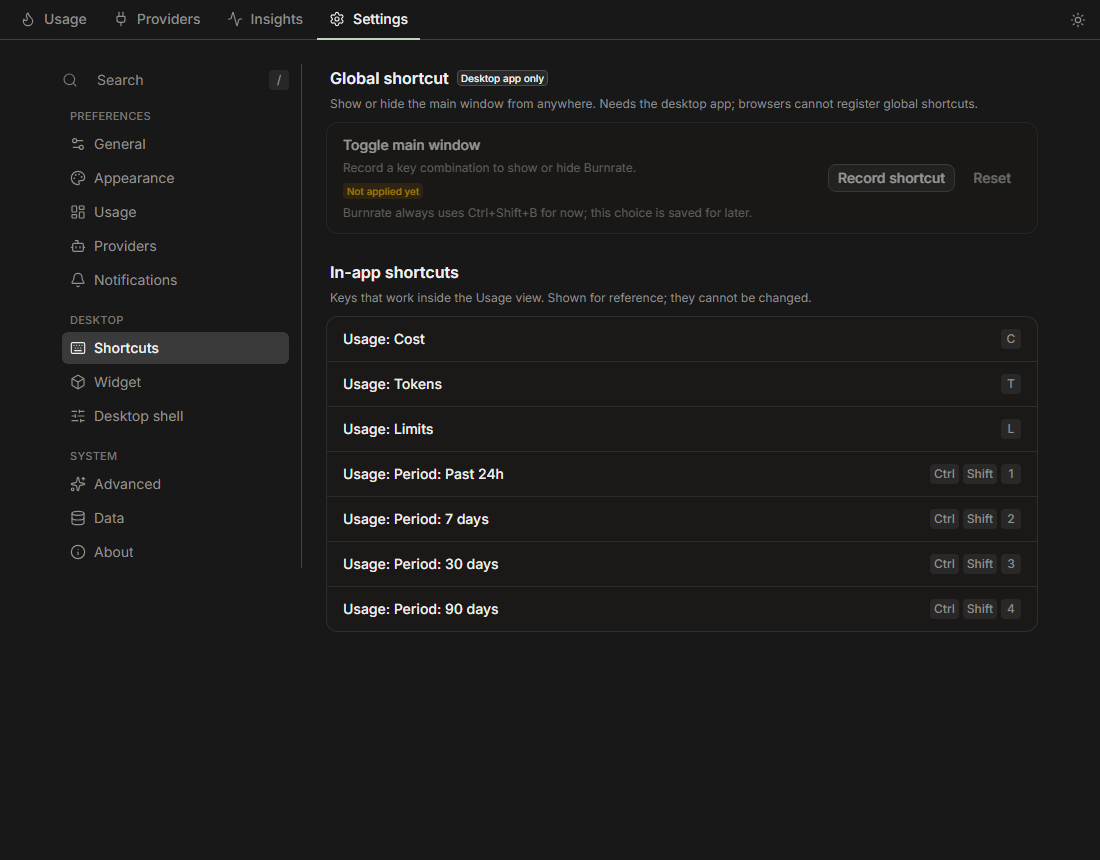 Usage Providers Insights Settings
Search /
PREFERENCES
General
Appearance
Usage
Providers
Notifications
DESKTOP
Shortcuts
Widget
Desktop shell
SYSTEM
Advanced
Data
About
Global shortcut Desktop app only
Show or hide the main window from anywhere. Needs the desktop app; browsers cannot register global shortcuts.
Toggle main window
Record a key combination to show or hide Burnrate.
Not applied yet
Burnrate always uses Ctrl+Shift+B for now; this choice is saved for later.
Record shortcut Reset
In-app shortcuts
Keys that work inside the Usage view. Shown for reference; they cannot be changed.
Usage: Cost C
Usage: Tokens T
Usage: Limits L
Usage: Period: Past 24h Ctrl Shift 1
Usage: Period: 7 days Ctrl Shift 2
Usage: Period: 30 days Ctrl Shift 3
Usage: Period: 90 days Ctrl Shift 4